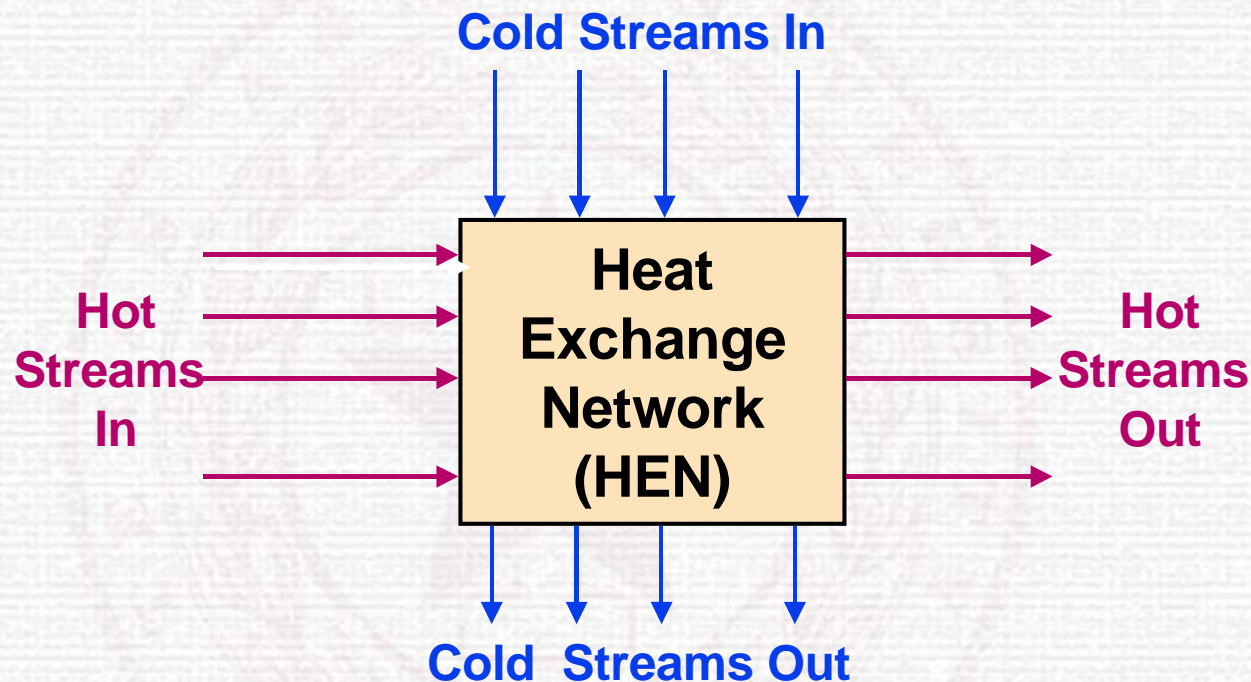 Cold Streams In
Hot
Streams
In
Heat
Exchange
Network
(HEN)
Hot
Streams
Out
Cold Streams Out